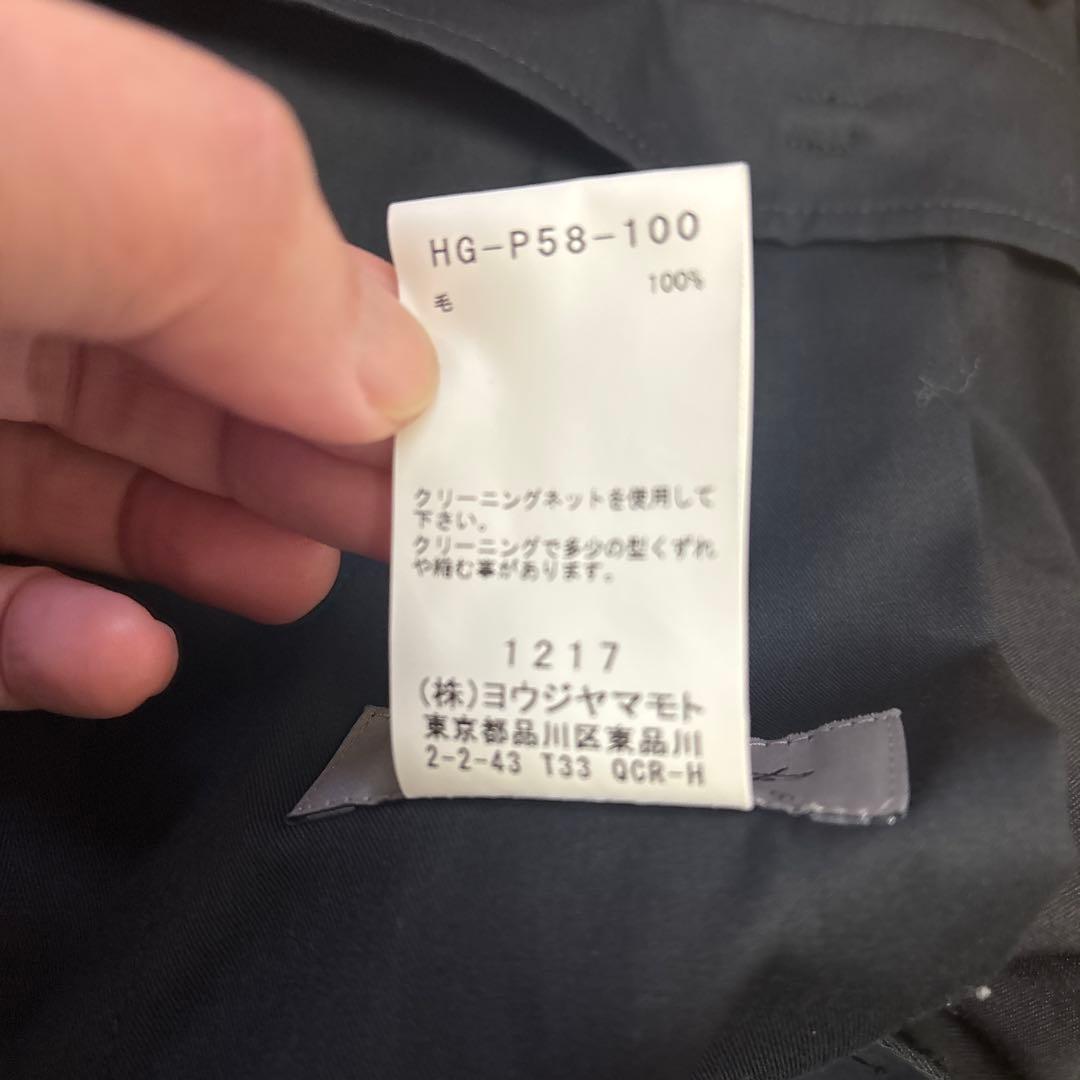 HG-P58-100
毛 100%
クリーニングネットを使用して
下さい。
クリーニングで多少の型くずれ
や縮む事があります。
1217
(株)ヨウジヤマモト
東京都品川区東品川
2-2-43 T33 QCR-H